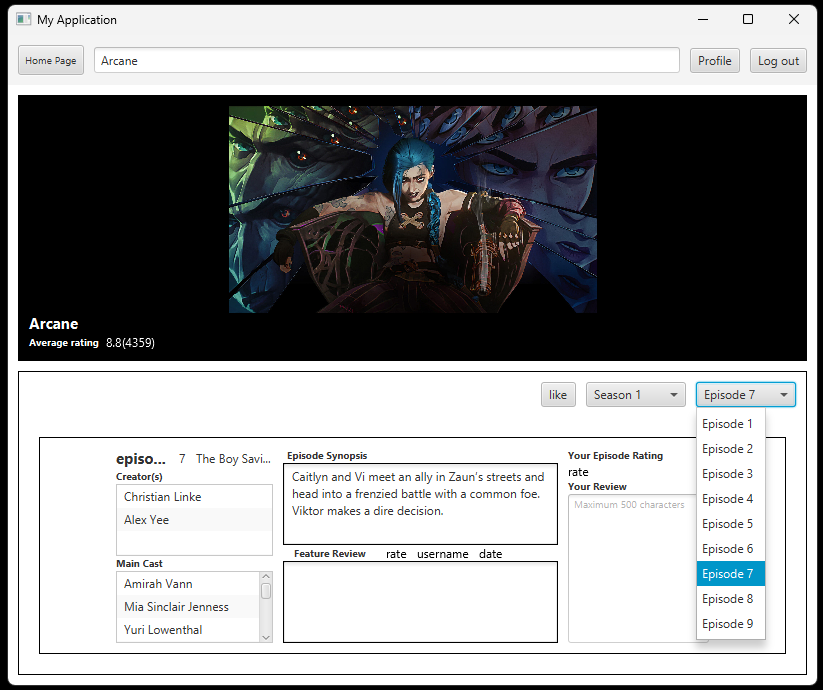 My Application
Home Page
Arcane
Profile
Log out
Arcane
Average rating 8.8(4359)
like
Season 1
Episode 7
Episode 1
Episode 2
Episode 3
Episode 4
Episode 5
Episode 6
Episode 7
Episode 8
Episode 9
episo... 7 The Boy Savi...
Creator(s)
Christian Linke
Alex Yee
Main Cast
Amirah Vann
Mia Sinclair Jenness
Yuri Lowenthal
Episode Synopsis
Caitlyn and Vi meet an ally in Zaun's streets and
head into a frenzied battle with a common foe.
Viktor makes a dire decision.
Feature Review rate username date
Your Episode Rating
rate
Your Review
Maximum 500 characters